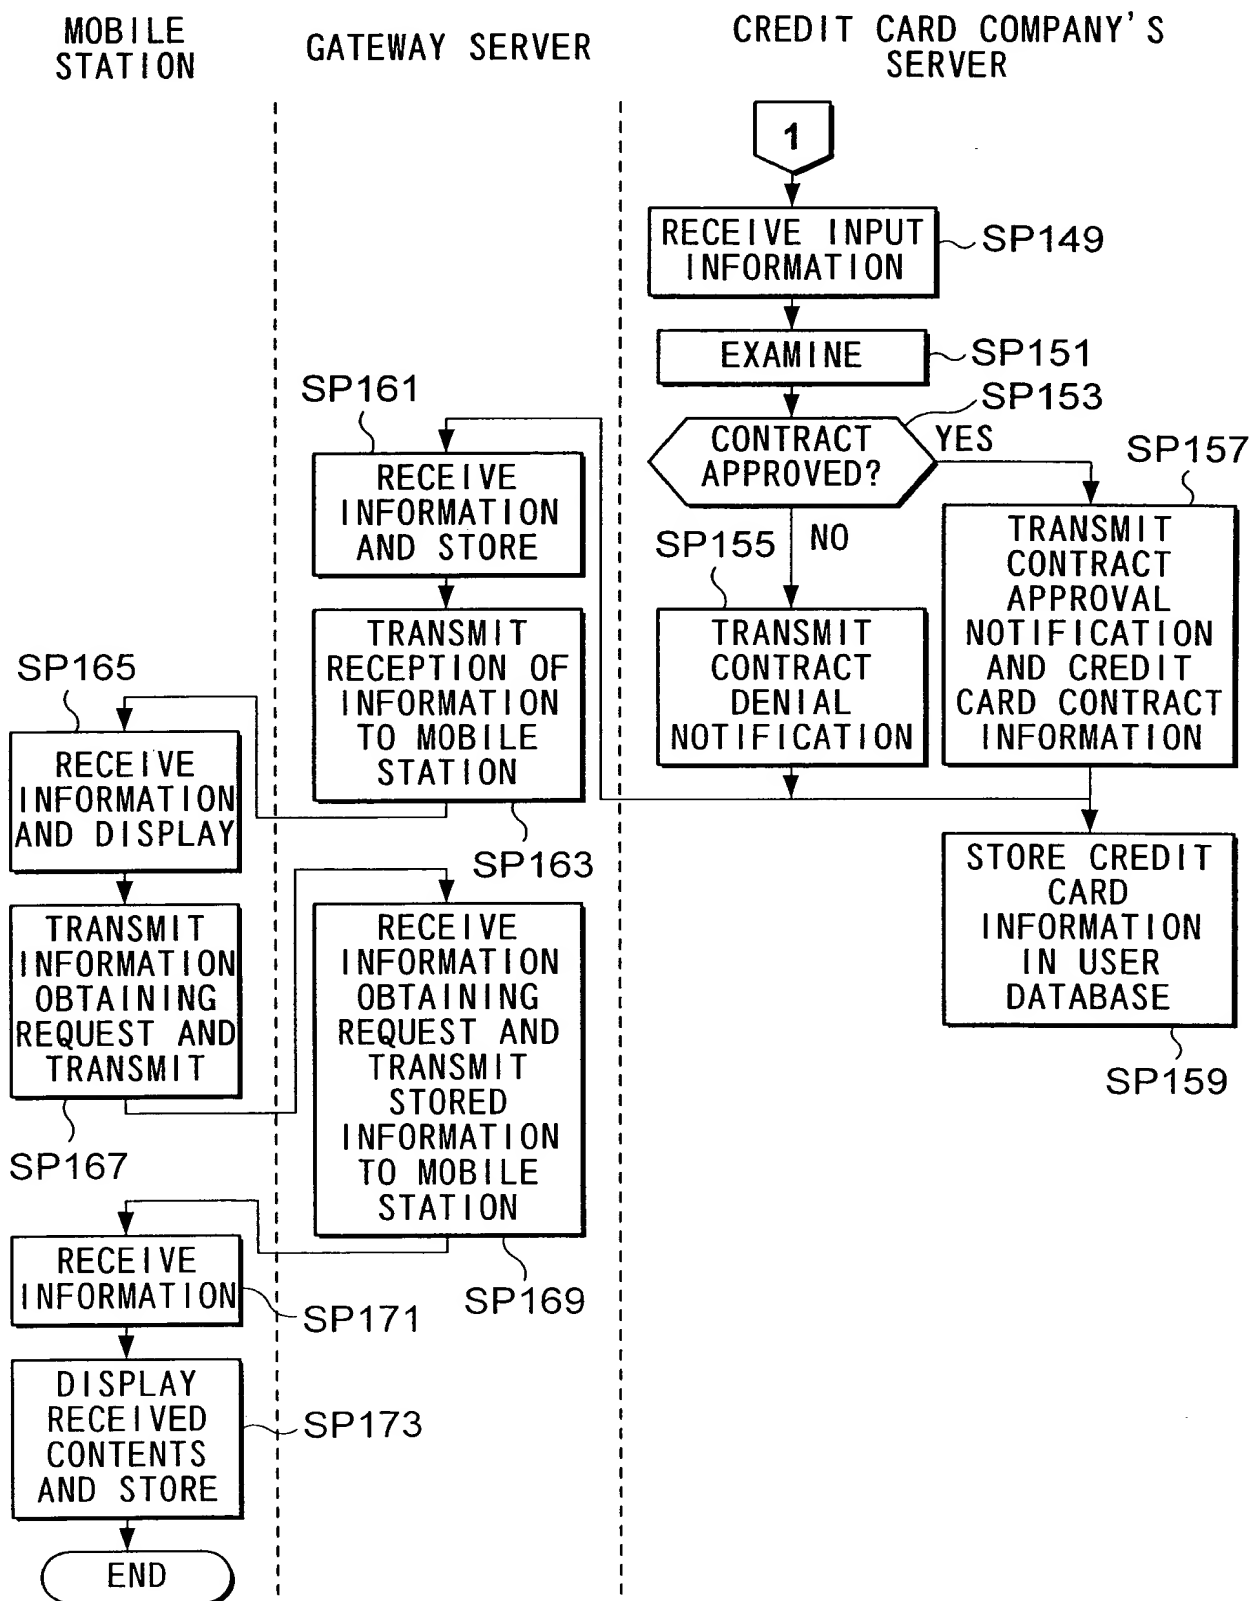 MOBILE
STATION
GATEWAY SERVER
CREDIT CARD COMPANY'S
SERVER
1
RECEIVE INPUT
INFORMATION
SP149
EXAMINE
SP151
CONTRACT
APPROVED?
SP153
YES
NO
SP155
TRANSMIT
CONTRACT
DENIAL
NOTIFICATION
SP157
TRANSMIT
CONTRACT
APPROVAL
NOTIFICATION
AND CREDIT
CARD CONTRACT
INFORMATION
STORE CREDIT
CARD
INFORMATION
IN USER
DATABASE
SP159
SP161
RECEIVE
INFORMATION
AND STORE
TRANSMIT
RECEPTION OF
INFORMATION
TO MOBILE
STATION
SP163
SP165
RECEIVE
INFORMATION
AND DISPLAY
TRANSMIT
INFORMATION
OBTAINING
REQUEST AND
TRANSMIT
SP167
RECEIVE
INFORMATION
OBTAINING
REQUEST AND
TRANSMIT
STORED
INFORMATION
TO MOBILE
STATION
SP169
RECEIVE
INFORMATION
SP171
DISPLAY
RECEIVED
CONTENTS
AND STORE
SP173
END